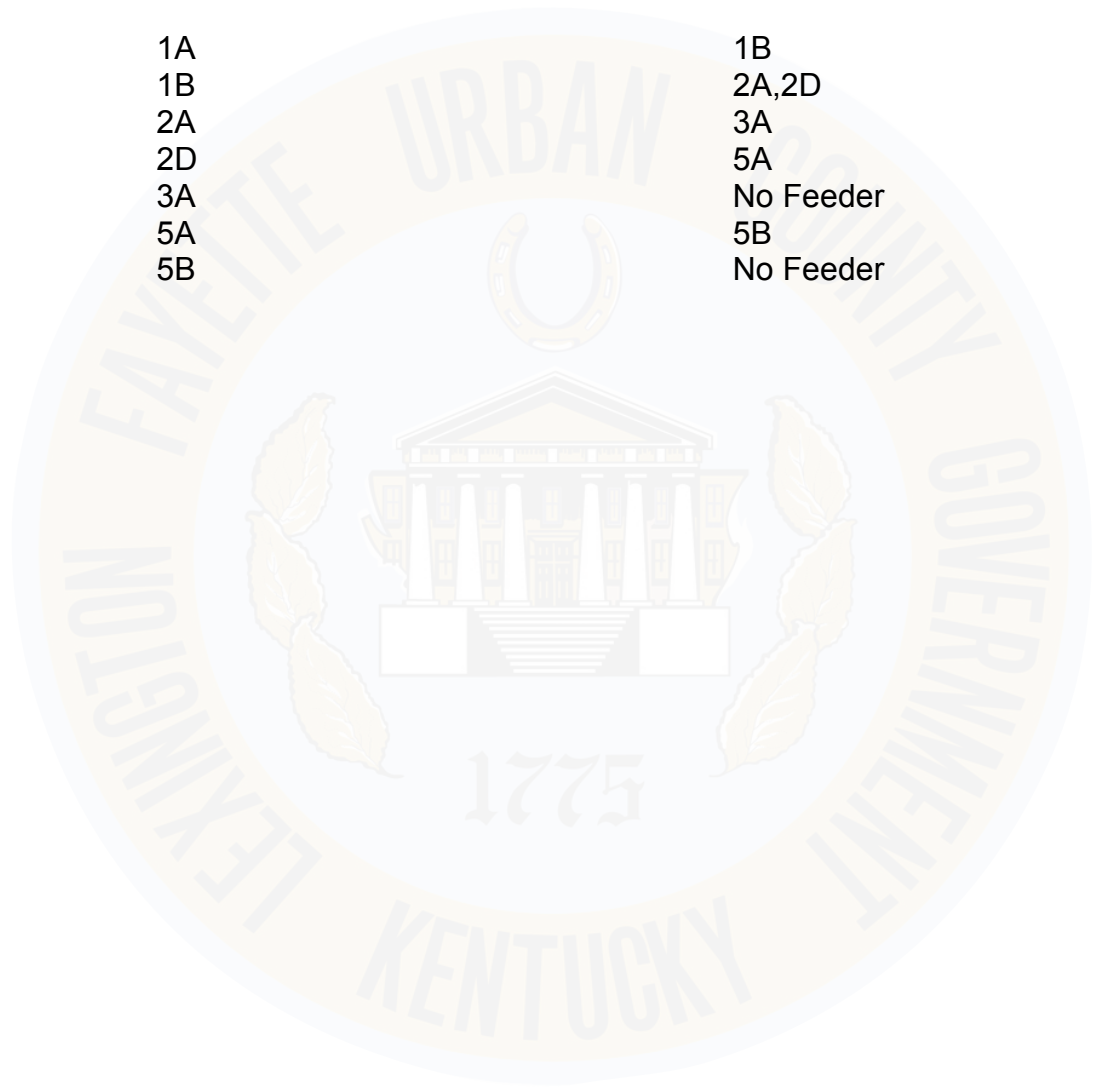 1A 1B
1B 2A,2D
2A 3A
2D 5A
3A No Feeder
5A 5B
5B No Feeder
LEXINGTON FAYETTE URBAN COUNTY GOVERNMENT
1775
KENTUCKY